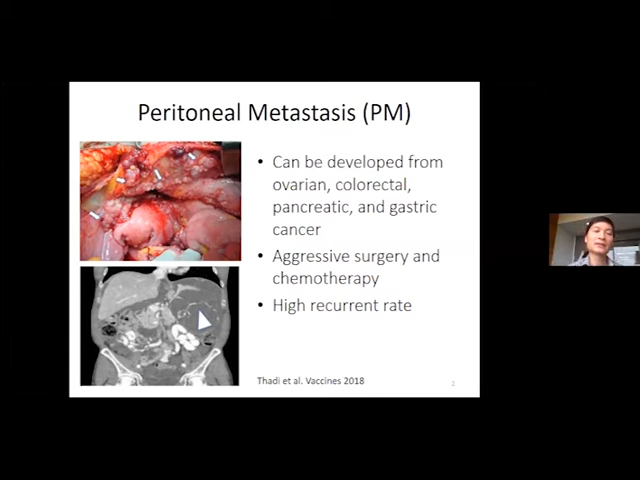 Peritoneal Metastasis (PM)
• Can be developed from
ovarian, colorectal,
pancreatic, and gastric
cancer
• Aggressive surgery and
chemotherapy
• High recurrent rate
Thadi et al. Vaccines 2018
2